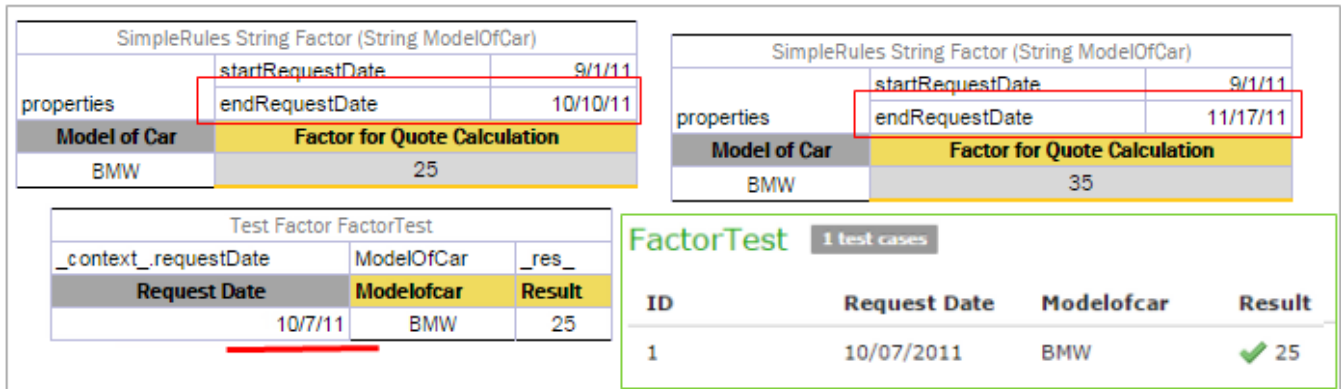 SimpleRules String Factor (String ModelOfCar)
properties startRequestDate 9/1/11
endRequestDate 10/10/11
Model of Car Factor for Quote Calculation
BMW 25
SimpleRules String Factor (String ModelOfCar)
properties startRequestDate 9/1/11
endRequestDate 11/17/11
Model of Car Factor for Quote Calculation
BMW 35
Test Factor FactorTest
_context_.requestDate ModelOfCar _res_
Request Date Modelofcar Result
10/7/11 BMW 25
FactorTest 1 test cases
ID Request Date Modelofcar Result
1 10/07/2011 BMW 25